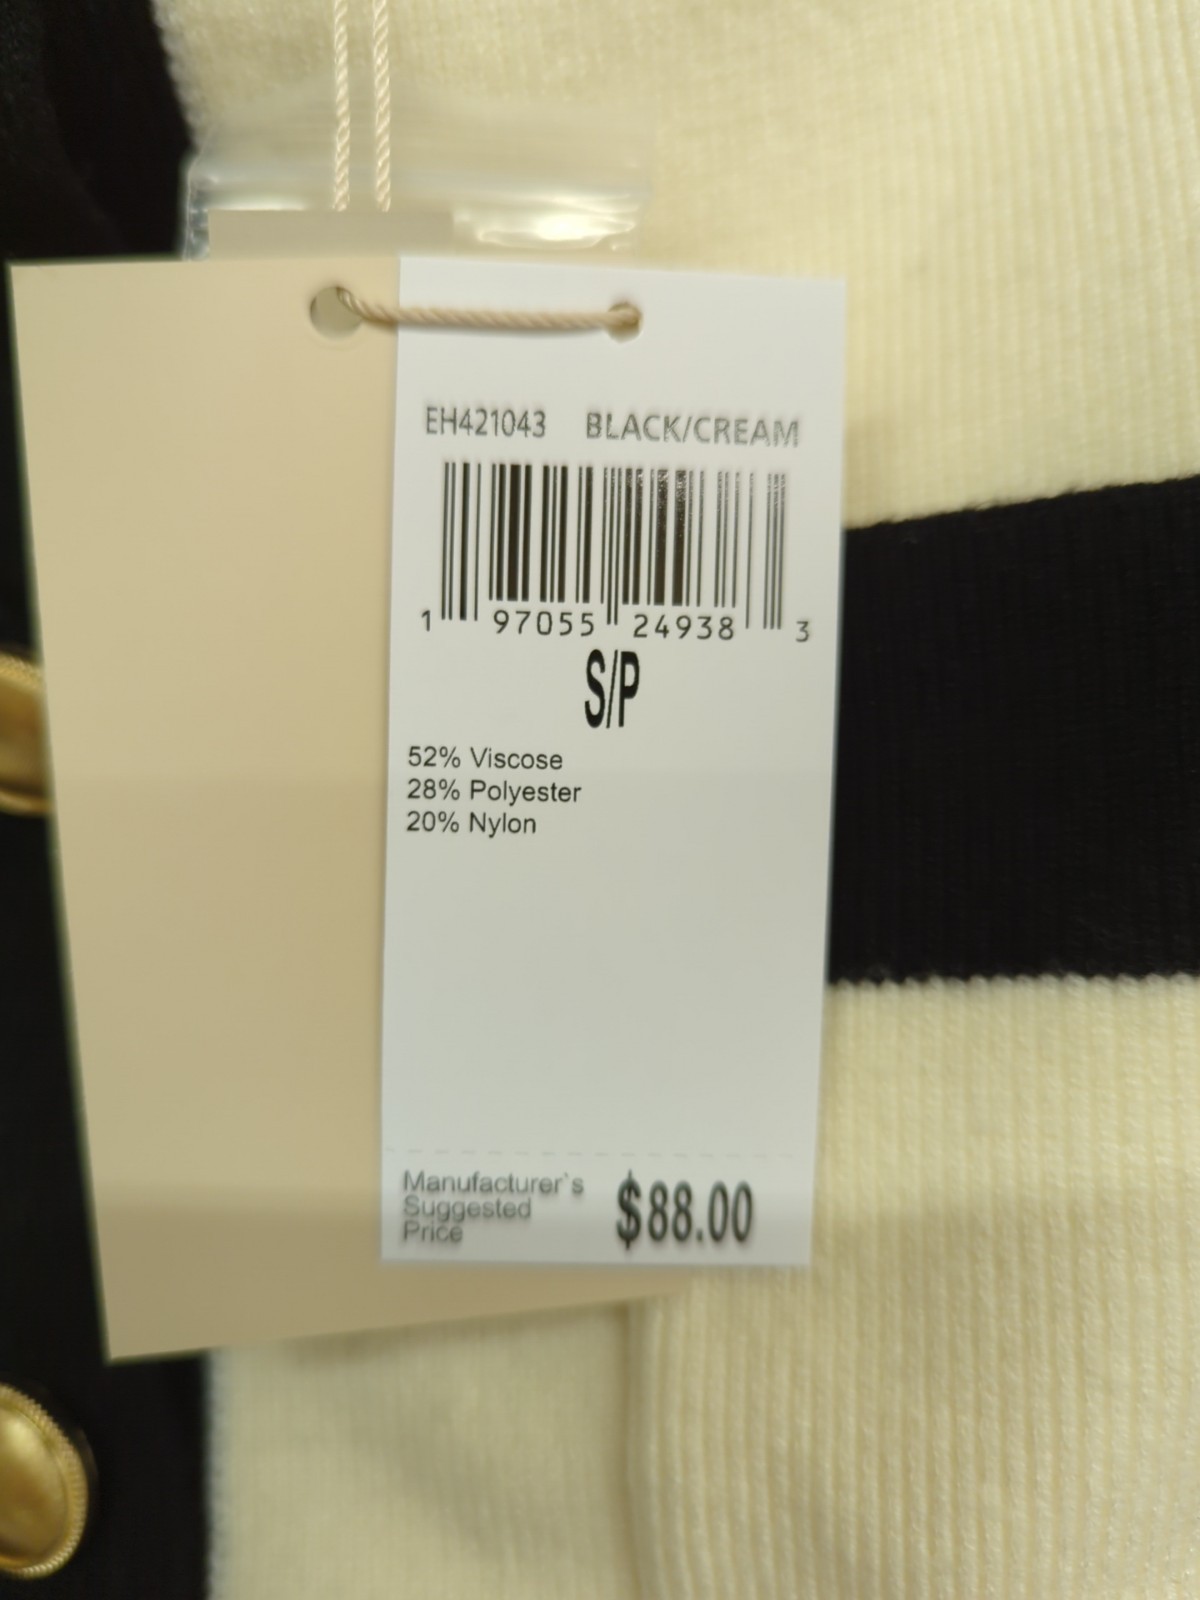 EH421043 BLACK/CREAM
1 97055 24938 3
S/P
52% Viscose
28% Polyester
20% Nylon
Manufacturer`s
Suggested
Price
$88.00